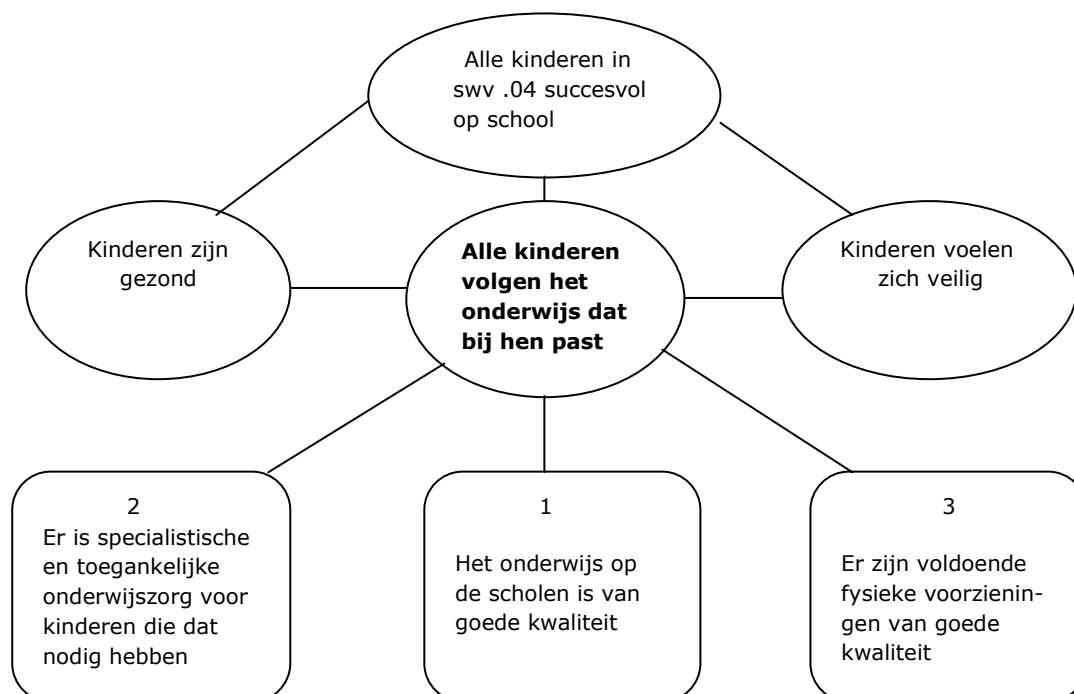 Alle kinderen in
swv .04 succesvol
op school
Kinderen zijn
gezond
Alle kinderen
volgen het
onderwijs dat
bij hen past
Kinderen voelen
zich veilig
2
Er is specialistische
en toegankelijke
onderwijszorg voor
kinderen die dat
nodig hebben
1
Het onderwijs op
de scholen is van
goede kwaliteit
3
Er zijn voldoende
fysieke voorzienin-
gen van goede
kwaliteit